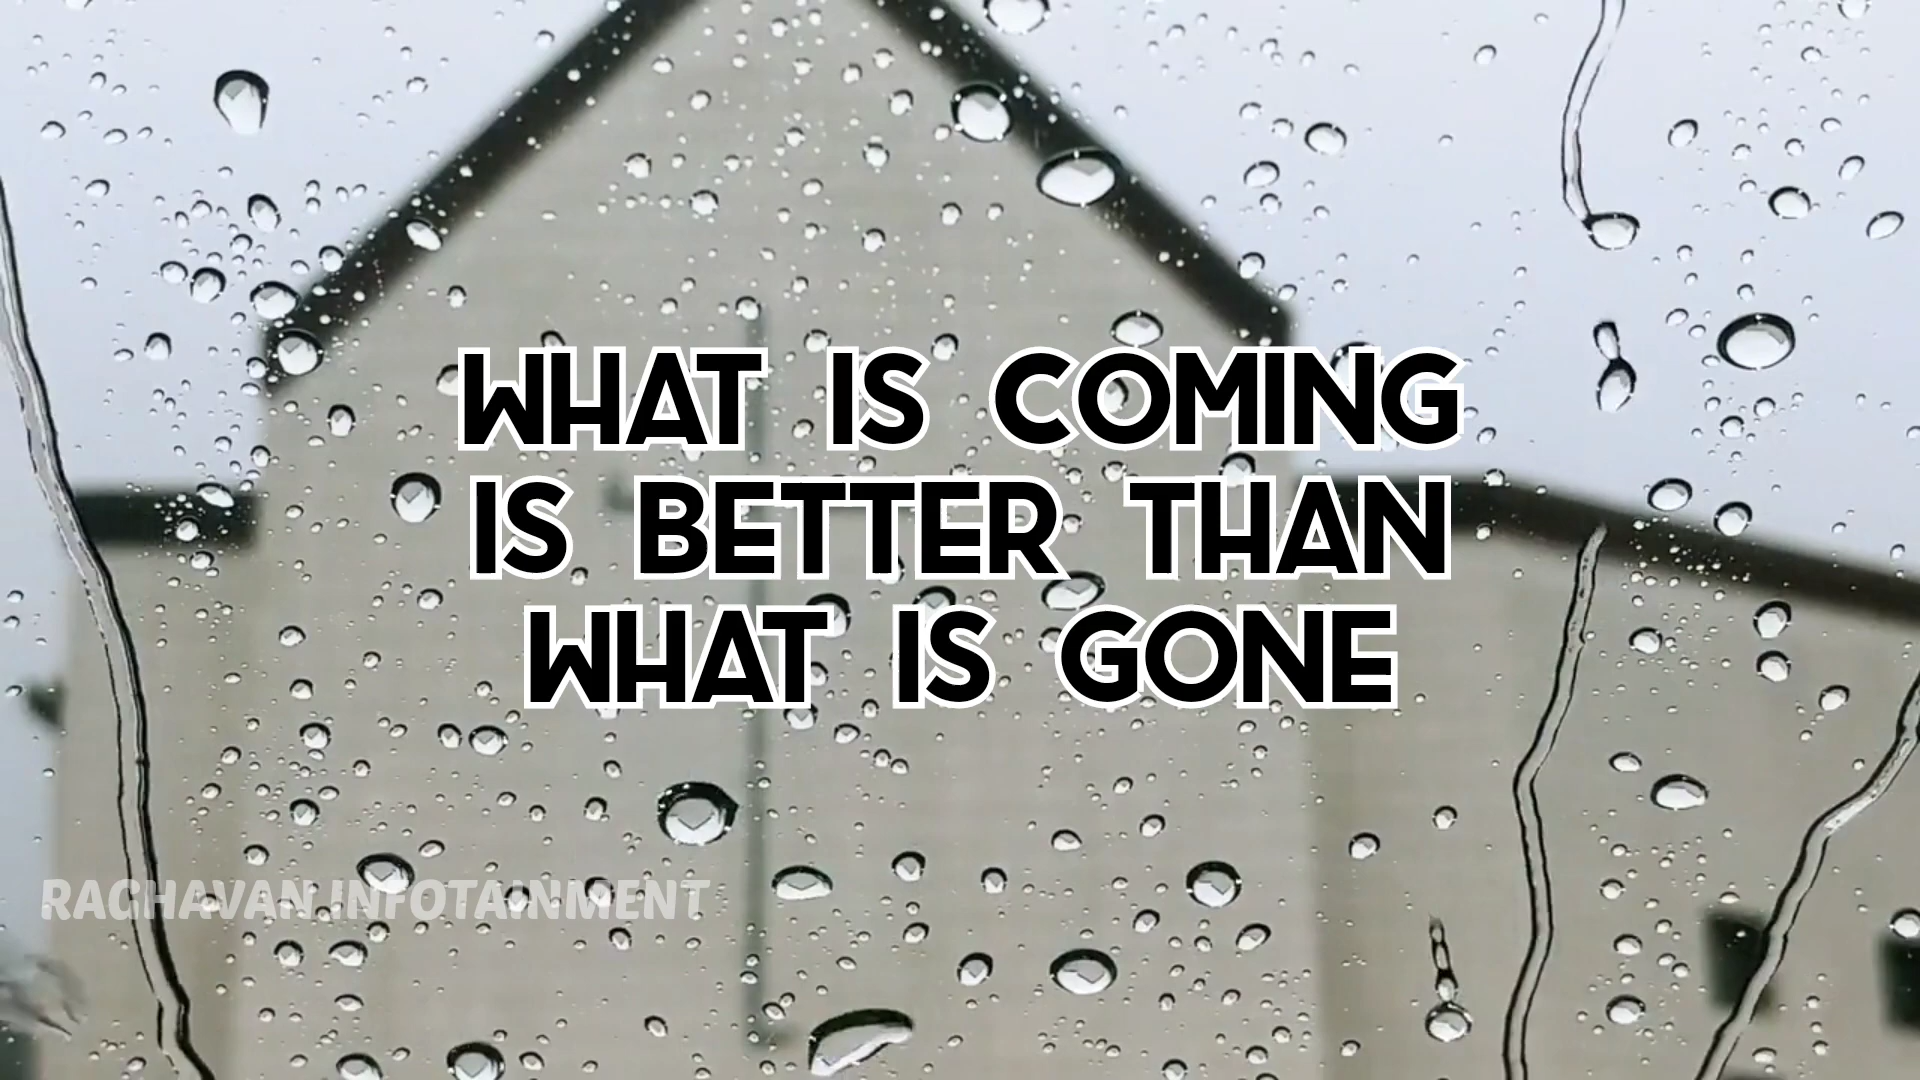 WHAT IS COMING
IS BETTER THAN
WHAT IS GONE
RAGHAVAN INFOTAINMENT